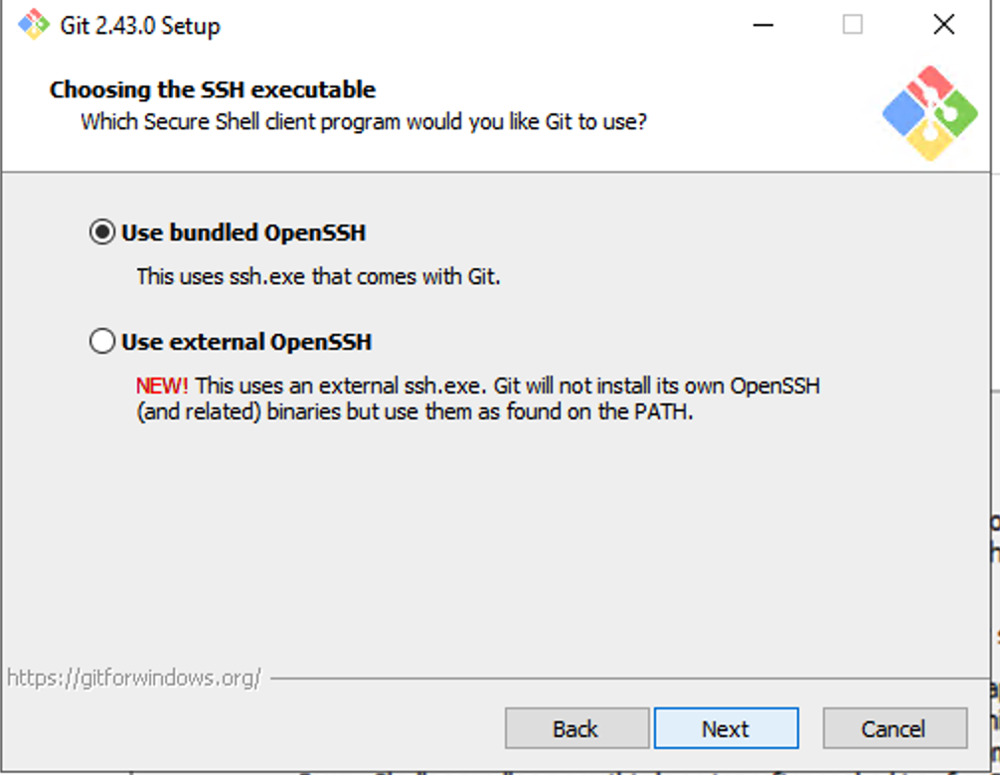 Git 2.43.0 Setup
Choosing the SSH executable
Which Secure Shell client program would you like Git to use?
Use bundled OpenSSH
This uses ssh.exe that comes with Git.
Use external OpenSSH
NEW! This uses an external ssh.exe. Git will not install its own OpenSSH
(and related) binaries but use them as found on the PATH.
https://gitforwindows.org/
Back
Next
Cancel